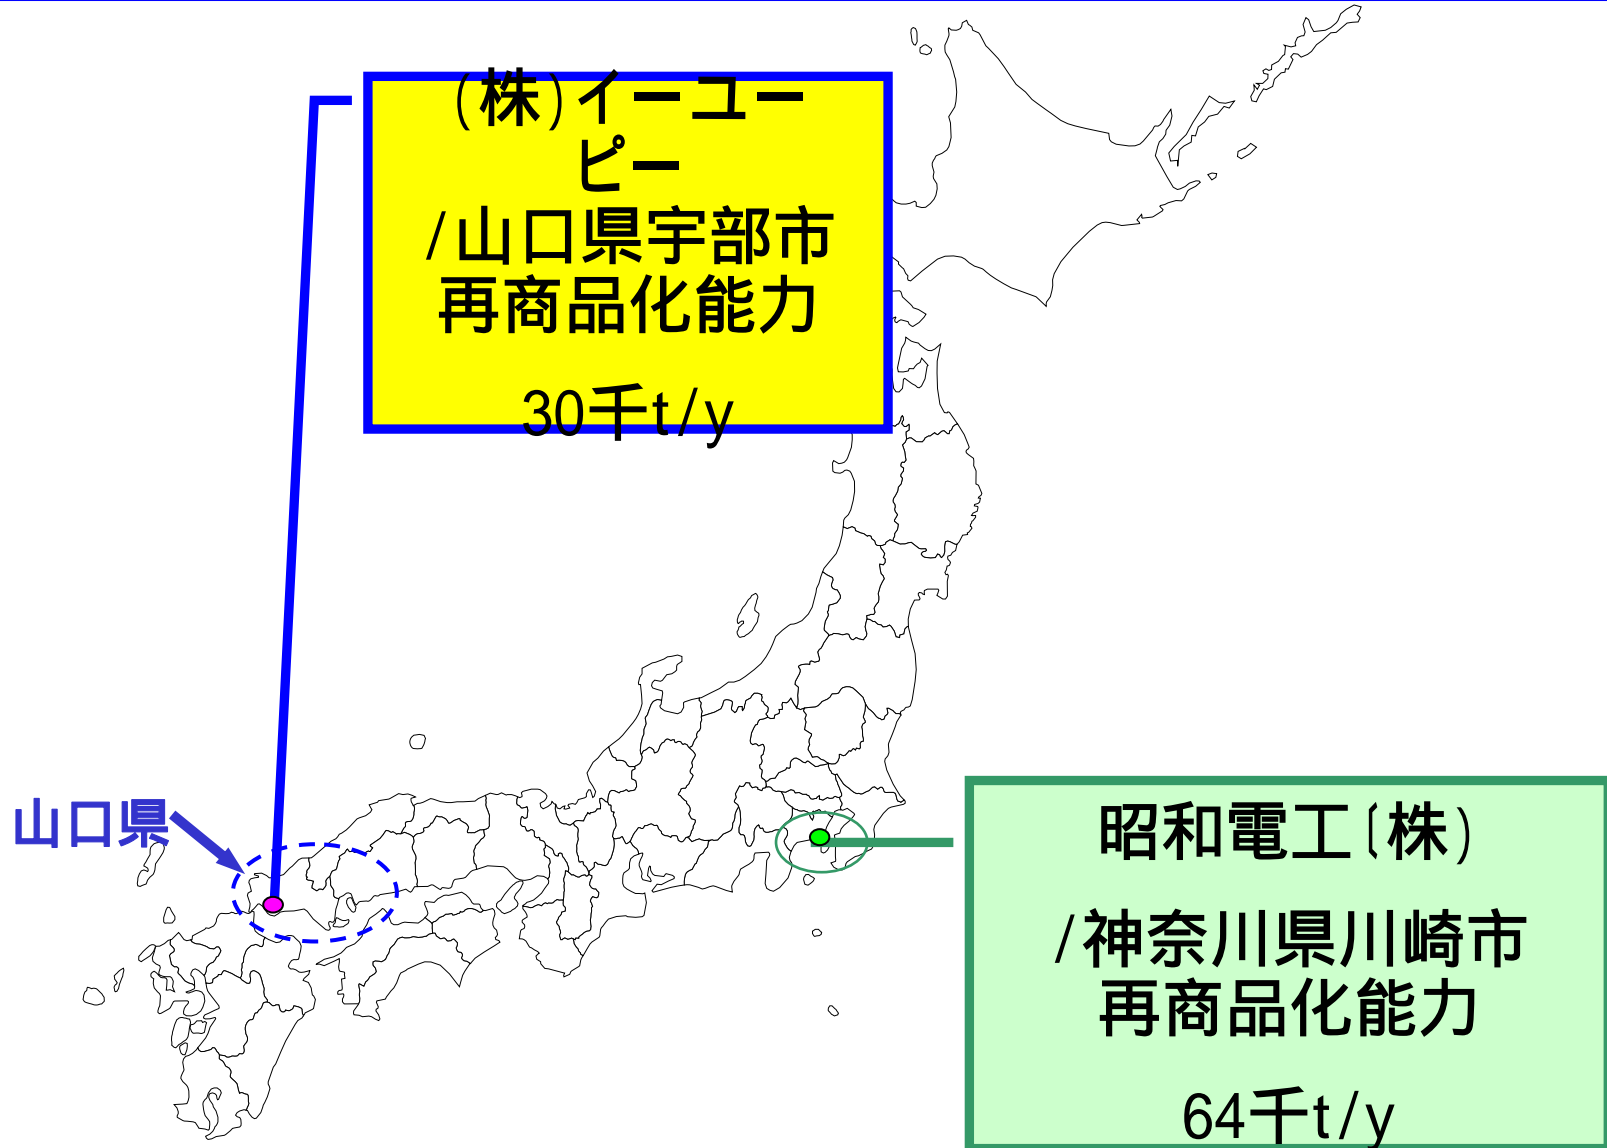 (株)イーユー
ピー
/山口県宇部市
再商品化能力
30千t/y
山口県
昭和電工(株)
/神奈川県川崎市
再商品化能力
64千t/y